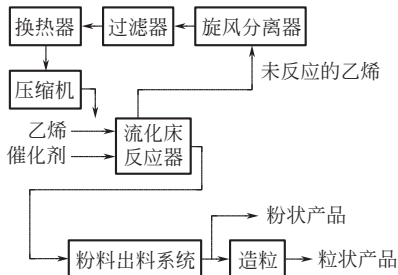 换热器 过滤器 旋风分离器
压缩机
未反应的乙烯
乙烯
催化剂
流化床
反应器
粉状产品
粉料出料系统 造粒 粒状产品